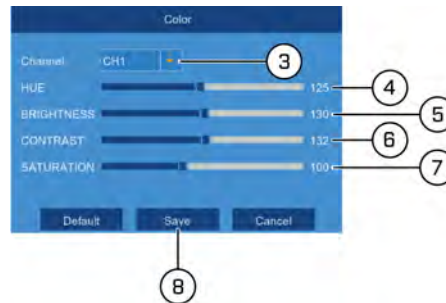 Color
Channel CH1 3
HUE 125 4
BRIGHTNESS 130 5
CONTRAST 132 6
SATURATION 100 7
Default Save Cancel
8